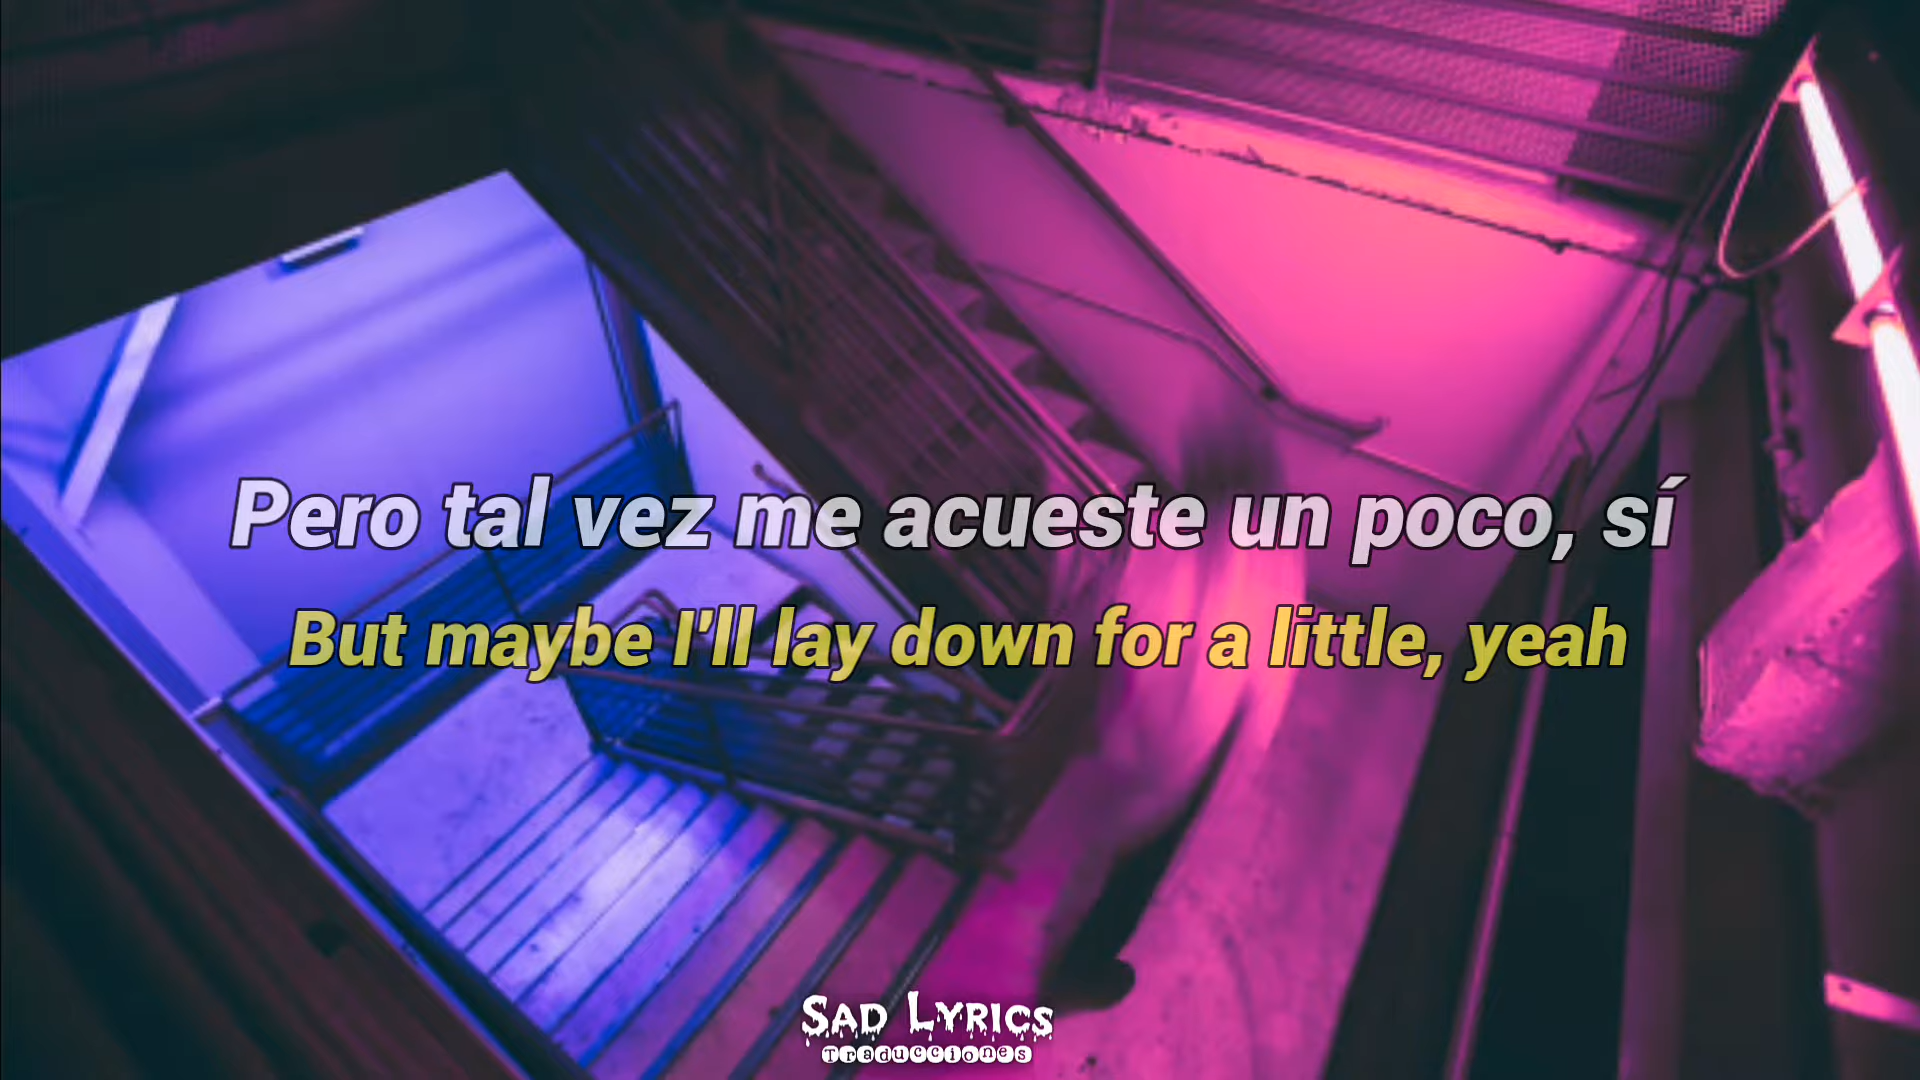 Pero tal vez me acueste un poco, sí
But maybe I'll lay down for a little, yeah
SAD LYRICS
Traducciones